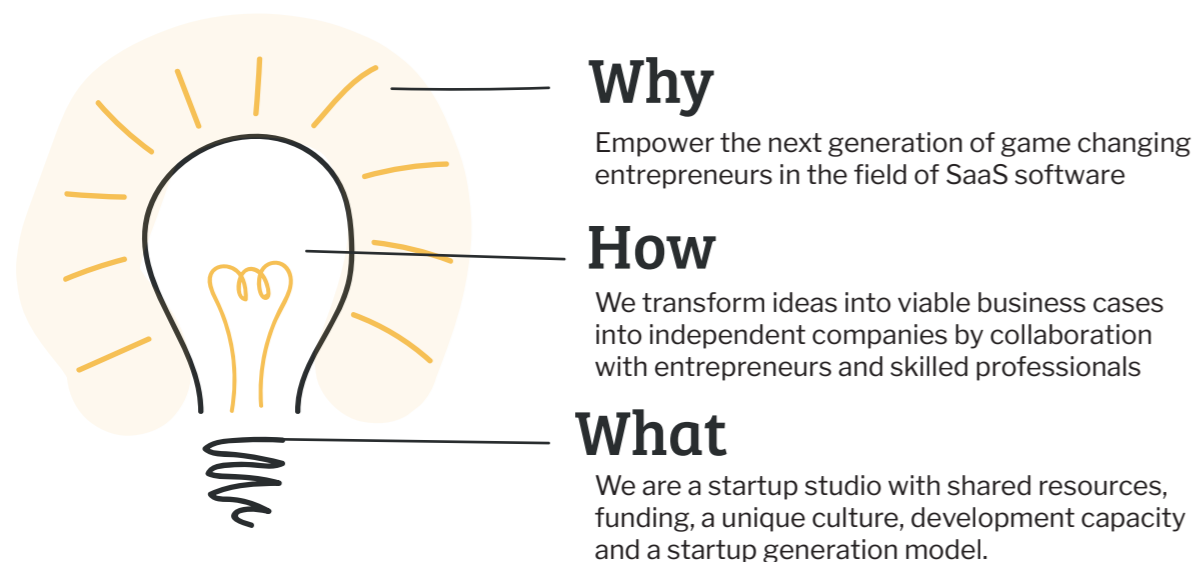 Why
Empower the next generation of game changing
entrepreneurs in the field of SaaS software
How
We transform ideas into viable business cases
into independent companies by collaboration
with entrepreneurs and skilled professionals
What
We are a startup studio with shared resources,
funding, a unique culture, development capacity
and a startup generation model.